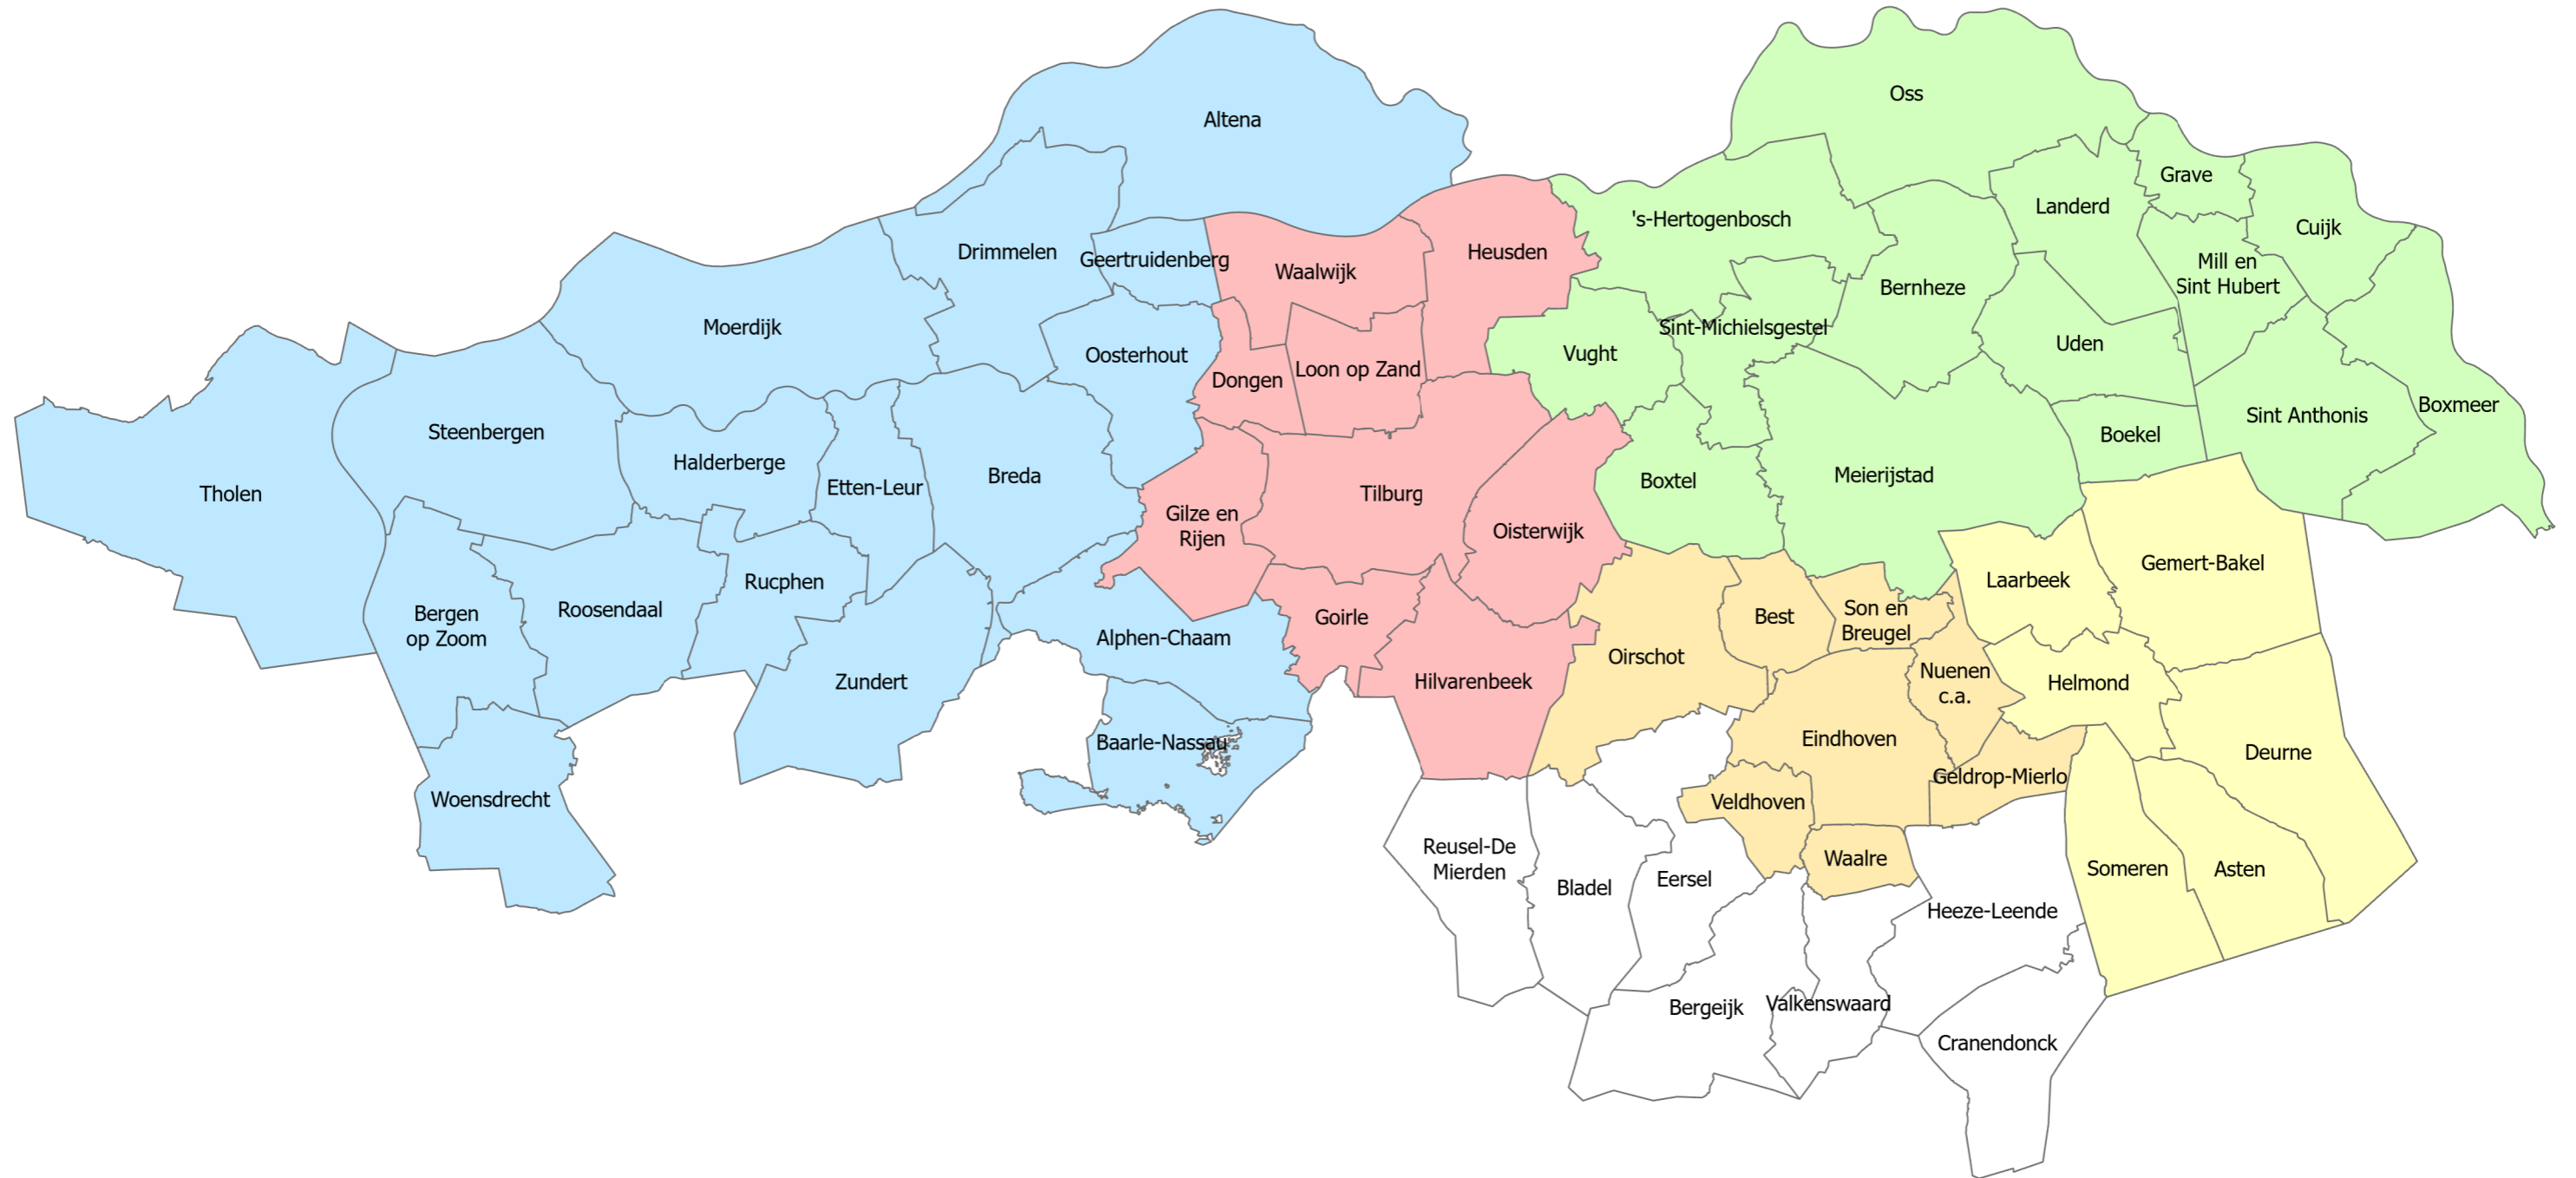 Altena
Oss
Grave
Landerd
's-Hertogenbosch
Cuijk
Drimmelen
Heusden
Geertruidenberg
Waalwijk
Mill en
Sint Hubert
Bernheze
Moerdijk
Sint-Michielsgestel
Uden
Oosterhout
Vught
Loon op Zand
Dongen
Boxmeer
Sint Anthonis
Steenbergen
Boekel
Halderberge
Breda
Meierijstad
Boxtel
Etten-Leur
Tholen
Tilburg
Gilze en
Rijen
Oisterwijk
Gemert-Bakel
Laarbeek
Rucphen
Roosendaal
Bergen
op Zoom
Goirle
Best
Son en
Breugel
Alphen-Chaam
Oirschot
Nuenen
c.a.
Zundert
Hilvarenbeek
Helmond
Baarle-Nassau
Eindhoven
Deurne
Geldrop-Mierlo
Woensdrecht
Veldhoven
Reusel-De
Mierden
Waalre
Someren
Asten
Eersel
Bladel
Heeze-Leende
Bergeijk
Valkenswaard
Cranendonck